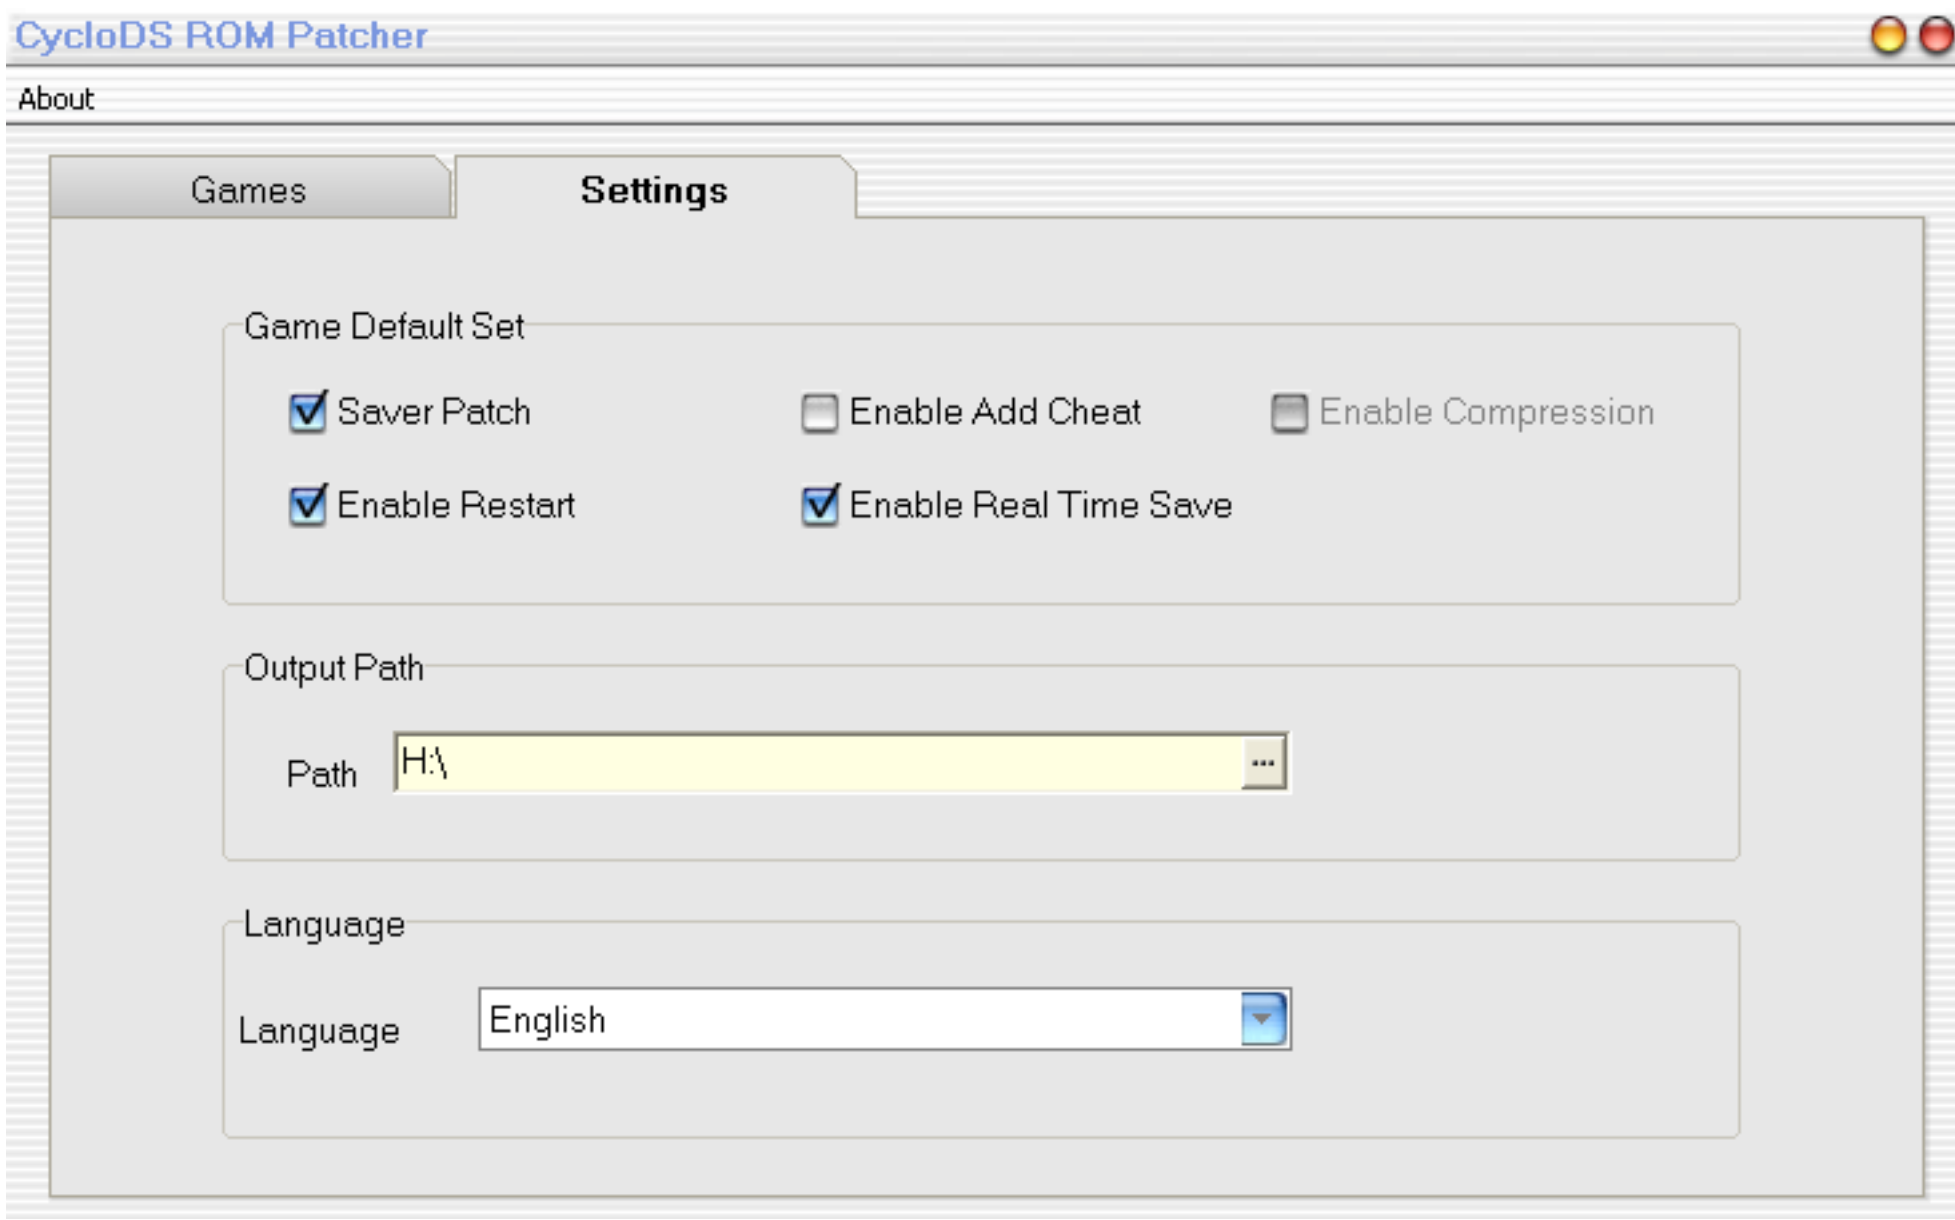 CycloDS ROM Patcher
About
Games
Settings
Game Default Set
Saver Patch
Enable Add Cheat
Enable Compression
Enable Restart
Enable Real Time Save
Output Path
Path
H:\
...
Language
Language
English